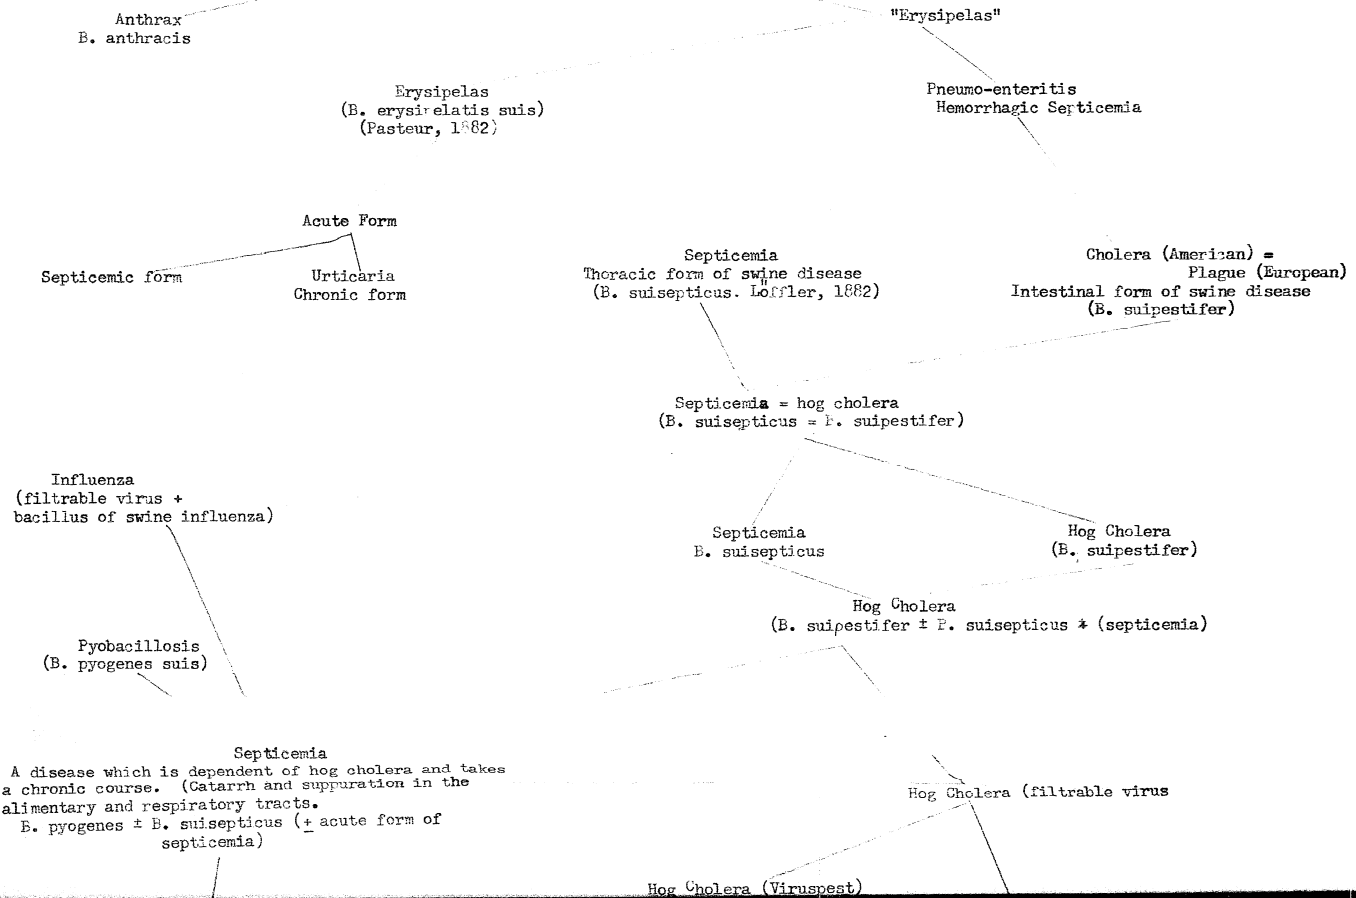 Anthrax
B. anthracis
"Erysipelas"
Erysipelas
(B. erysipelatis suis)
(Pasteur, 1882)
Pneumo-enteritis
Hemorrhagic Septicemia
Acute Form
Septicemic form
Urticaria
Chronic form
Septicemia
Thoracic form of swine disease
(B. suisepticus. Löffler, 1882)
Cholera (American) =
Plague (European)
Intestinal form of swine disease
(B. suipestifer)
Septicemia = hog cholera
(B. suisepticus = B. suipestifer)
Influenza
(filtrable virus +
bacillus of swine influenza)
Septicemia
B. suisepticus
Hog Cholera
(B. suipestifer)
Hog Cholera
(B. suipestifer ± B. suisepticus ± (septicemia)
Pyobacillosis
(B. pyogenes suis)
Septicemia
A disease which is dependent of hog cholera and takes
a chronic course. (Catarrh and suppuration in the
alimentary and respiratory tracts.
B. pyogenes ± B. suisepticus (± acute form of
septicemia)
Hog Cholera (filtrable virus
Hog Cholera (Viruspest)